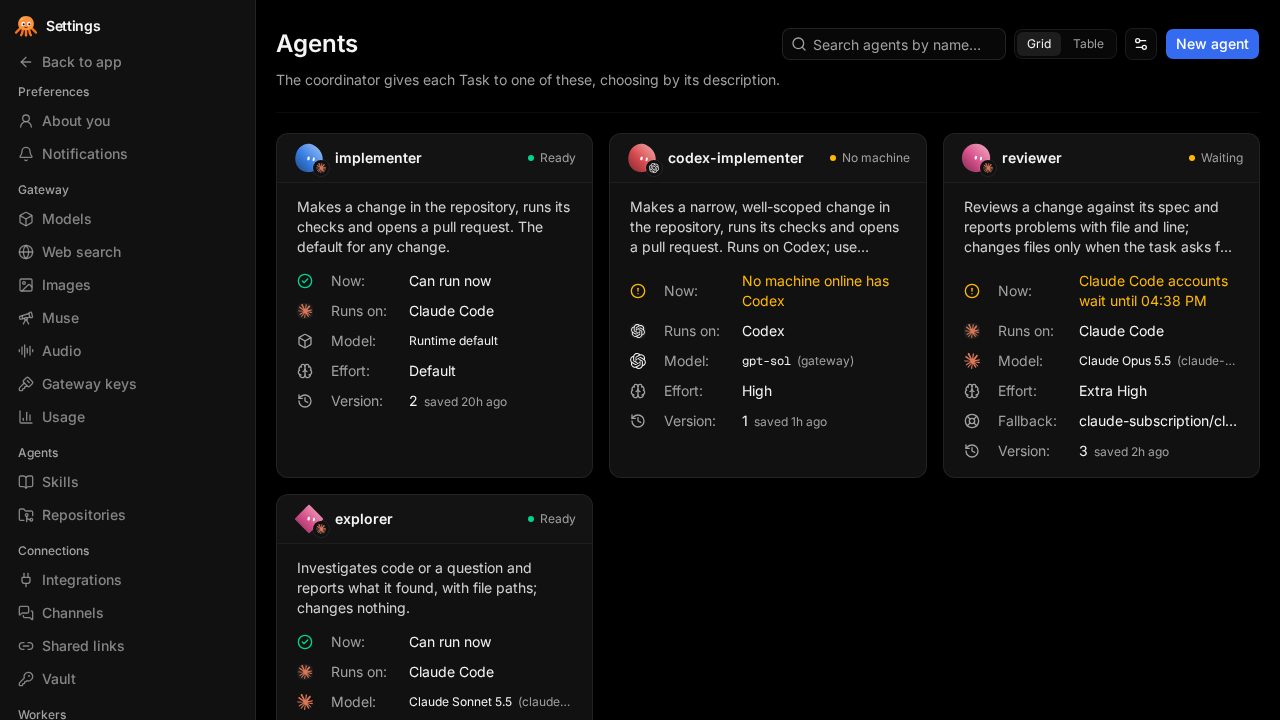 Settings
Back to app
Preferences
About you
Notifications
Gateway
Models
Web search
Images
Muse
Audio
Gateway keys
Usage
Agents
Skills
Repositories
Connections
Integrations
Channels
Shared links
Vault
Workers
Agents
Search agents by name...
Grid
Table
New agent
The coordinator gives each Task to one of these, choosing by its description.
implementer
Ready
Makes a change in the repository, runs its
checks and opens a pull request. The
default for any change.
Now: Can run now
Runs on: Claude Code
Model: Runtime default
Effort: Default
Version: 2 saved 20h ago
codex-implementer
No machine
Makes a narrow, well-scoped change in
the repository, runs its checks and opens
a pull request. Runs on Codex; use...
Now: No machine online has
Codex
Runs on: Codex
Model: gpt-sol (gateway)
Effort: High
Version: 1 saved 1h ago
reviewer
Waiting
Reviews a change against its spec and
reports problems with file and line;
changes files only when the task asks f...
Now: Claude Code accounts
wait until 04:38 PM
Runs on: Claude Code
Model: Claude Opus 5.5 (claude-...
Effort: Extra High
Fallback: claude-subscription/cl...
Version: 3 saved 2h ago
explorer
Ready
Investigates code or a question and
reports what it found, with file paths;
changes nothing.
Now: Can run now
Runs on: Claude Code
Model: Claude Sonnet 5.5 (claude...